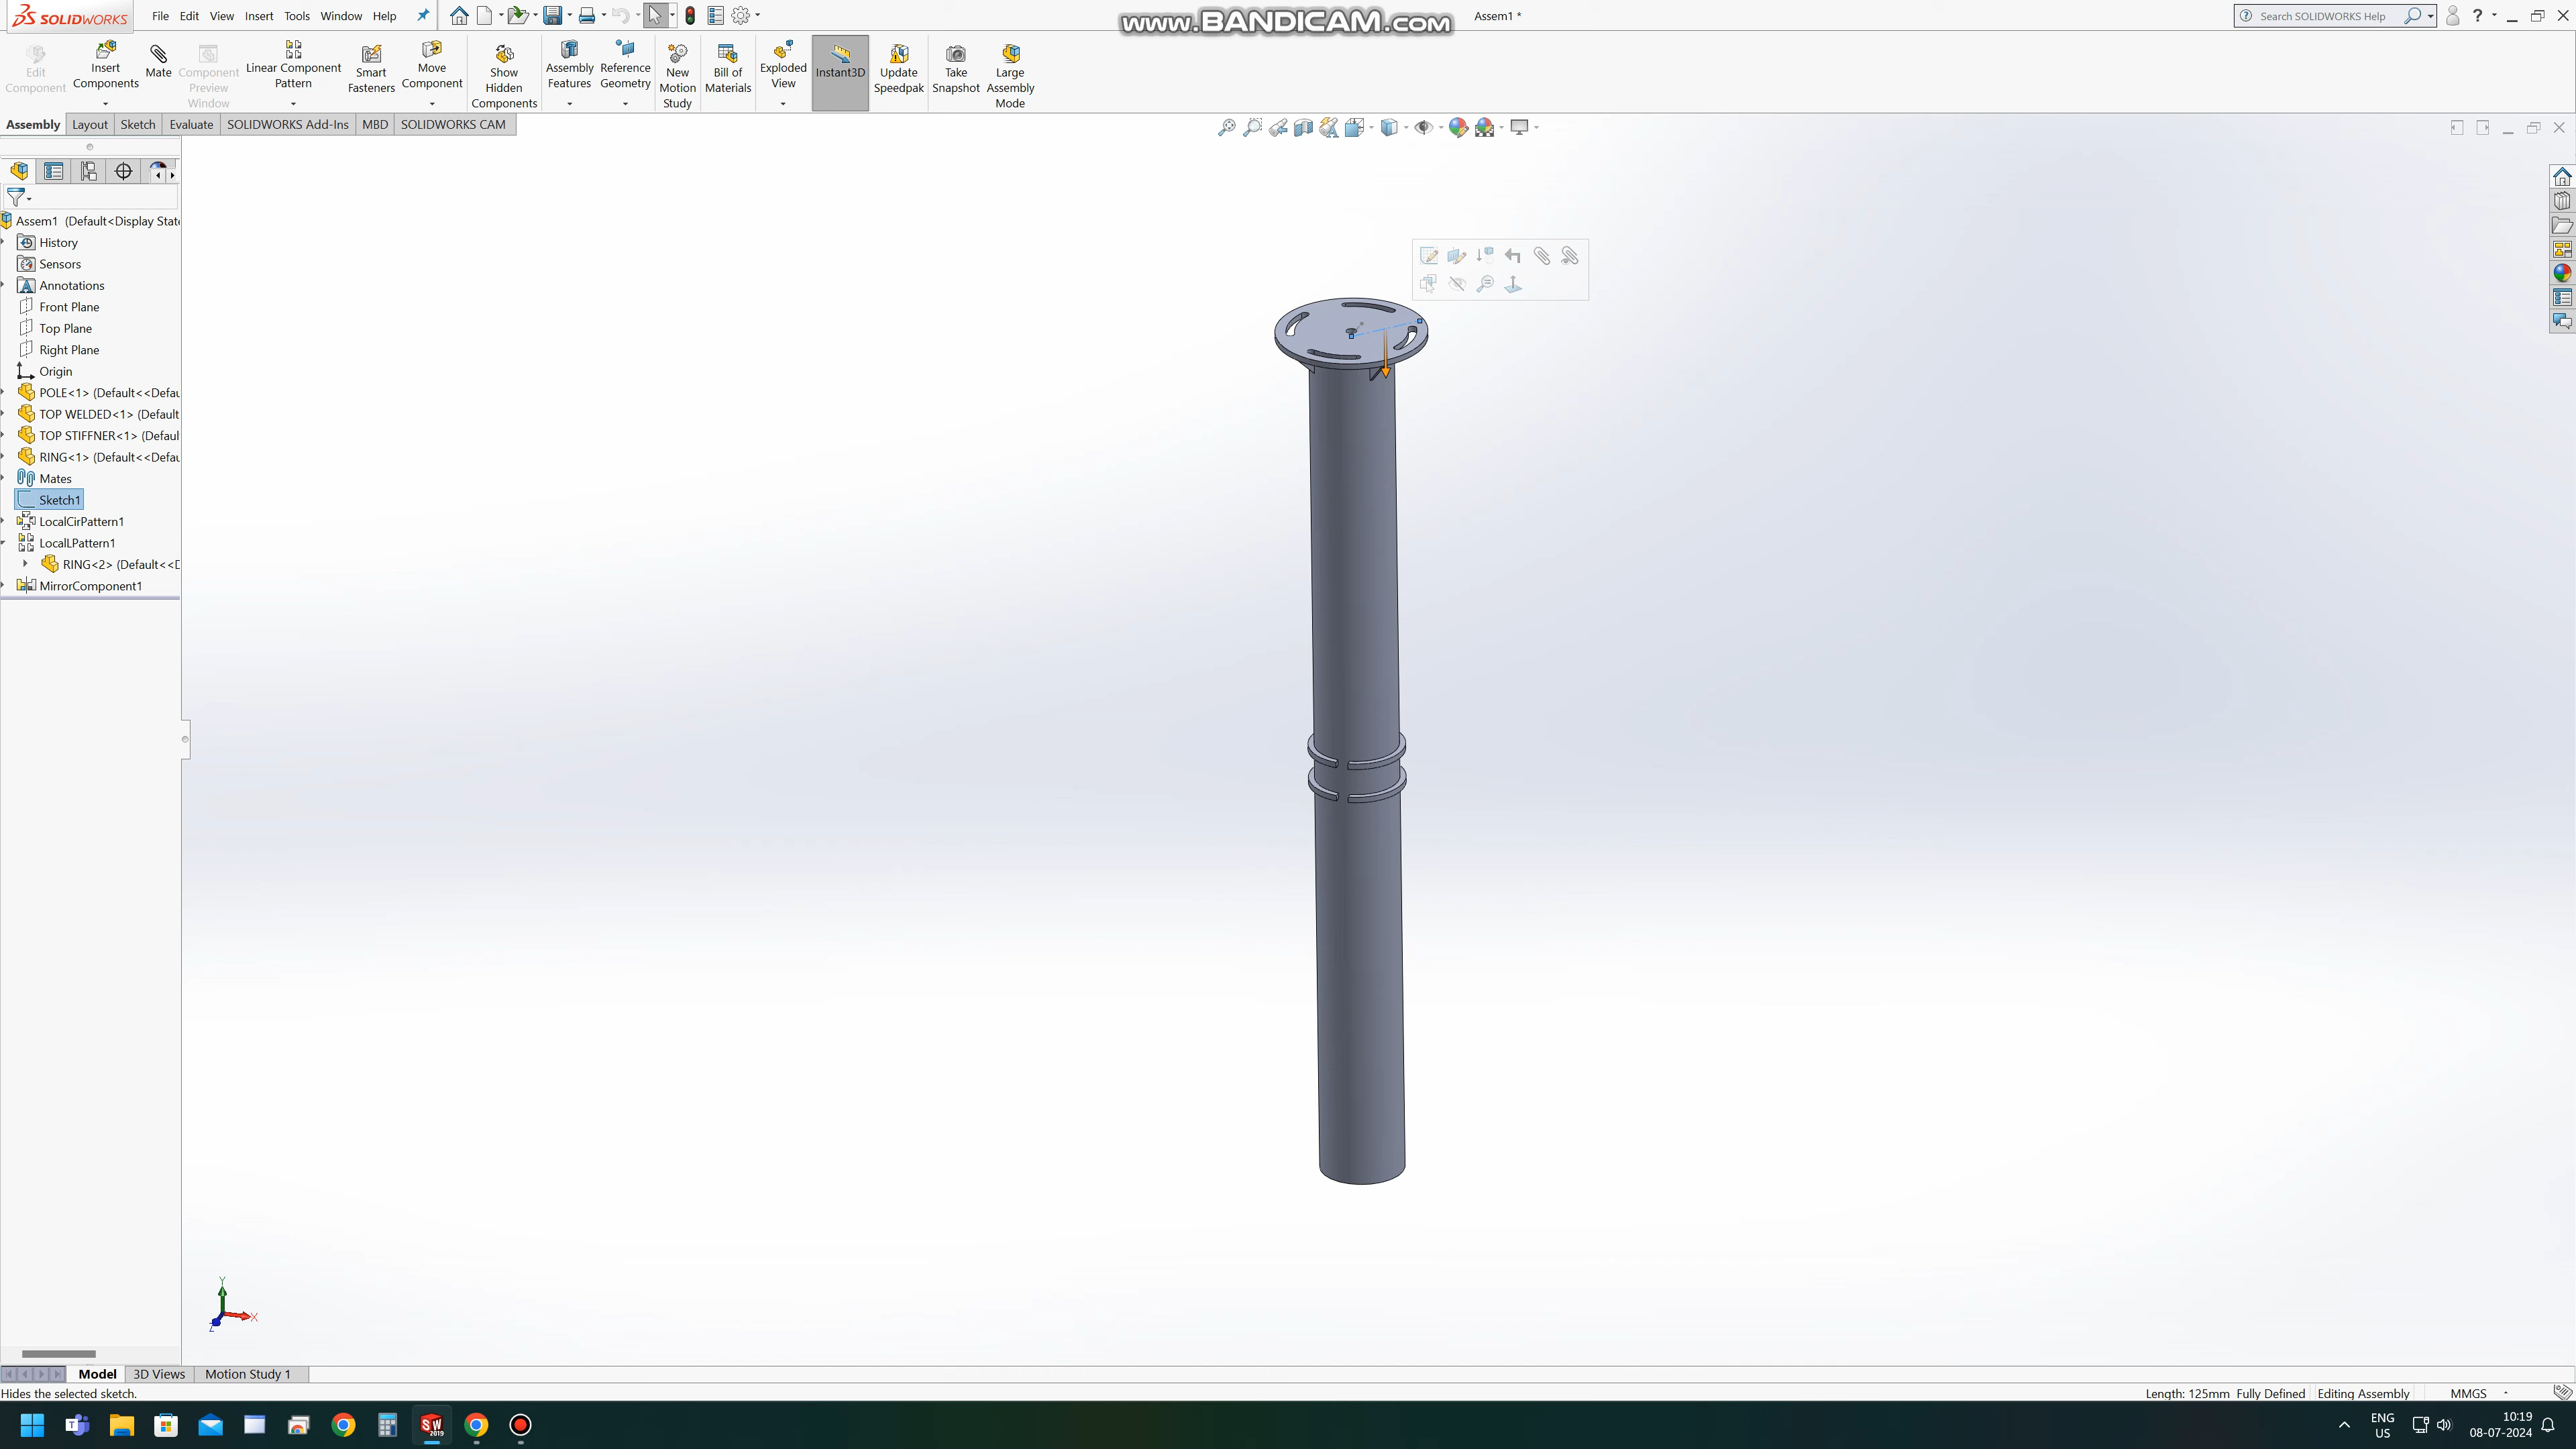 SOLIDWORKS
File Edit View Insert Tools Window Help
www.BANDICAM.com
Assem1 *
Search SOLIDWORKS Help
Edit Component
Insert Components
Mate
Component Preview Window
Linear Component Pattern
Smart Fasteners
Move Component
Show Hidden Components
Assembly Features
Reference Geometry
New Motion Study
Bill of Materials
Exploded View
Instant3D
Update Speedpak
Take Snapshot
Large Assembly Mode
Assembly Layout Sketch Evaluate SOLIDWORKS Add-Ins MBD SOLIDWORKS CAM
Assem1 (Default<Display State
History
Sensors
Annotations
Front Plane
Top Plane
Right Plane
Origin
POLE<1> (Default<<Defau
TOP WELDED<1> (Default
TOP STIFFNER<1> (Defaul
RING<1> (Default<<Defau
Mates
Sketch1
LocalCirPattern1
LocalLPattern1
RING<2> (Default<<D
MirrorComponent1
Y
X
Z
Model 3D Views Motion Study 1
Hides the selected sketch.
Length: 125mm Fully Defined Editing Assembly MMGS
SW
2019
ENG
US
10:19
08-07-2024